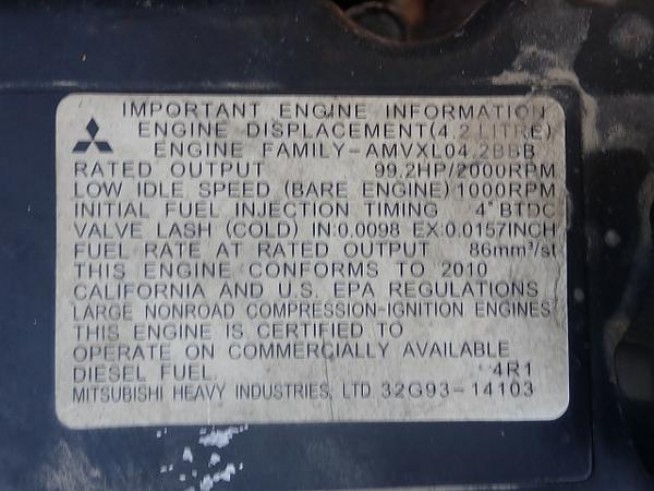 IMPORTANT ENGINE INFORMATION
ENGINE DISPLACEMENT(4.2 LITRE)
ENGINE FAMILY-AMVXL04.2BBB
RATED OUTPUT 99.2HP/2000RPM
LOW IDLE SPEED (BARE ENGINE) 1000RPM
INITIAL FUEL INJECTION TIMING 4° BTDC
VALVE LASH (COLD) IN:0.0098 EX:0.0157INCH
FUEL RATE AT RATED OUTPUT 86mm³/st
THIS ENGINE CONFORMS TO 2010
CALIFORNIA AND U.S. EPA REGULATIONS
LARGE NONROAD COMPRESSION-IGNITION ENGINES
THIS ENGINE IS CERTIFIED TO
OPERATE ON COMMERCIALLY AVAILABLE
DIESEL FUEL. 4R1
MITSUBISHI HEAVY INDUSTRIES, LTD. 32G93-14103